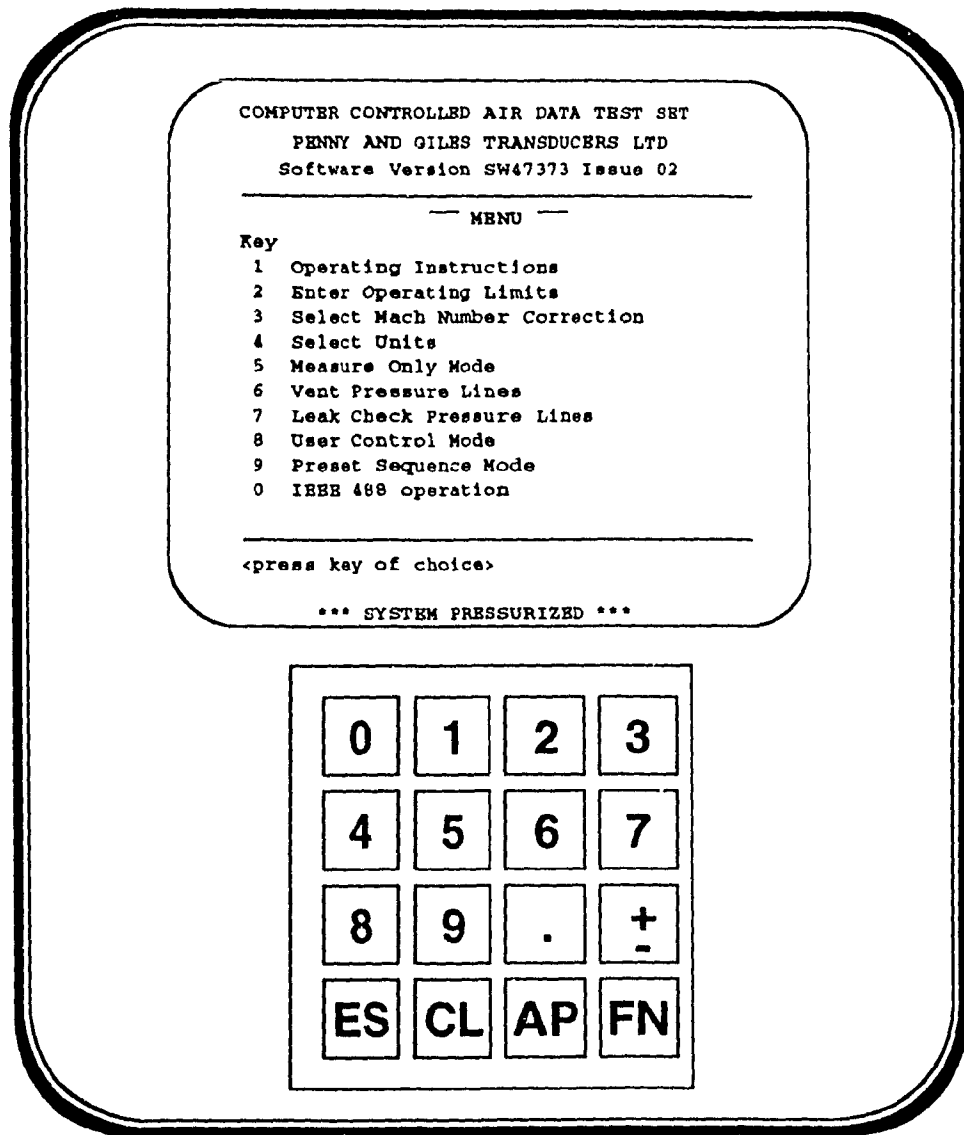 COMPUTER CONTROLLED AIR DATA TEST SET
PENNY AND GILES TRANSDUCERS LTD
Software Version SW47373 Issue 02
MENU
Key
1 Operating Instructions
2 Enter Operating Limits
3 Select Mach Number Correction
4 Select Units
5 Measure Only Mode
6 Vent Pressure Lines
7 Leak Check Pressure Lines
8 User Control Mode
9 Preset Sequence Mode
0 IEEE 488 operation
<press key of choice>
*** SYSTEM PRESSURIZED ***
0 1 2 3
4 5 6 7
8 9 . ±
ES CL AP FN